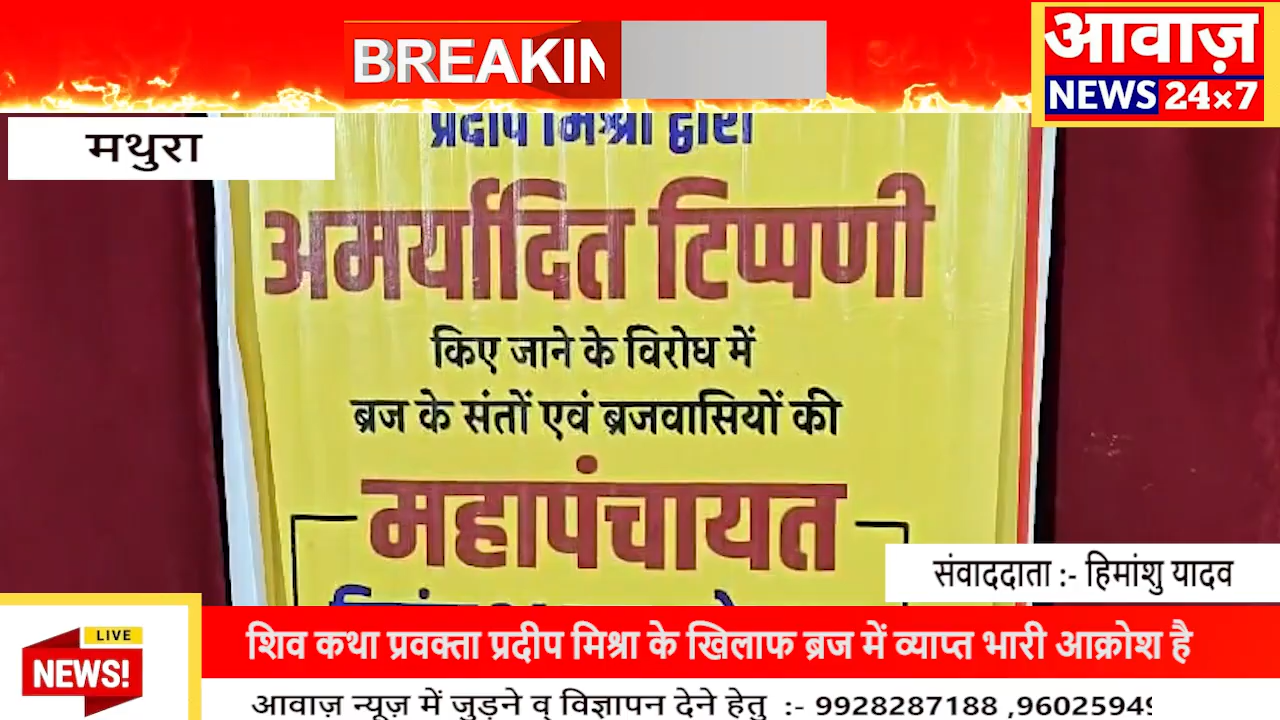 BREAKIN
आवाज़
NEWS 24×7
मथुरा
प्रदीप मिश्रा द्वारा
अमर्यादित टिप्पणी
किए जाने के विरोध में
ब्रज के संतों एवं ब्रजवासियों की
महापंचायत
संवाददाता :- हिमांशु यादव
LIVE
NEWS!
शिव कथा प्रवक्ता प्रदीप मिश्रा के खिलाफ ब्रज में व्याप्त भारी आक्रोश है
आवाज़ न्यूज़ में जुड़ने व् विज्ञापन देने हेतु :- 9928287188 ,96025949